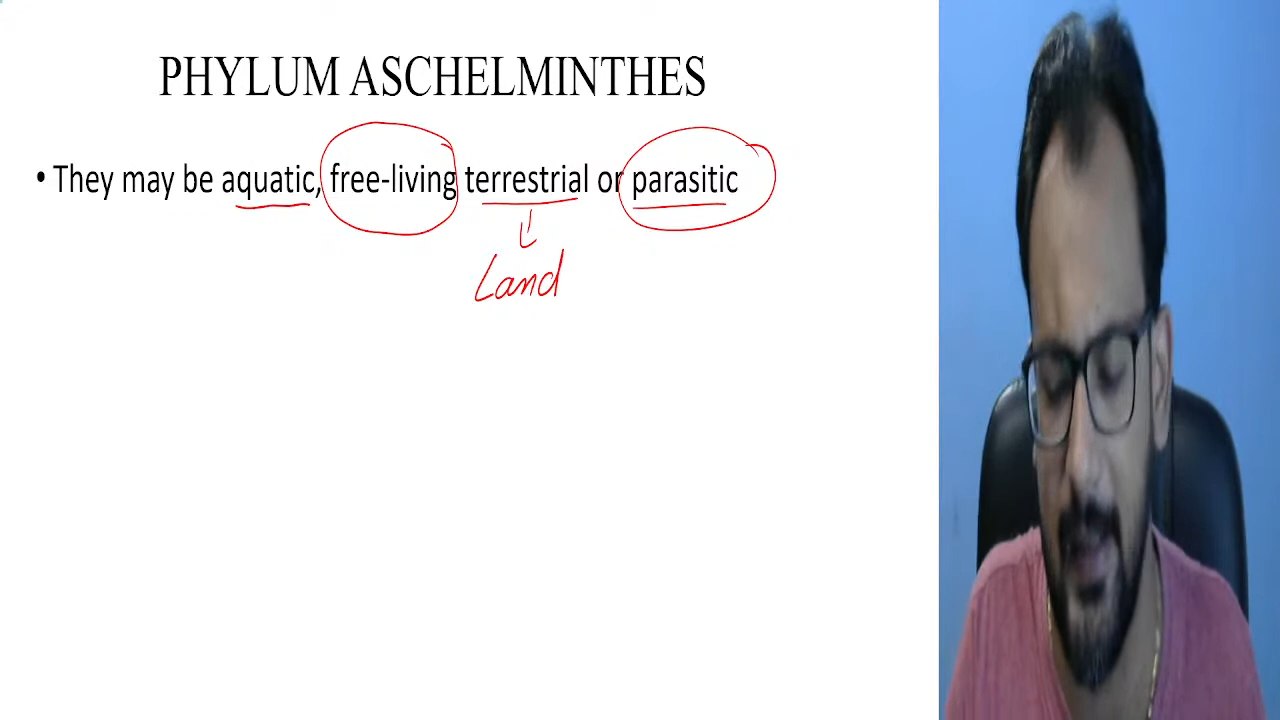 PHYLUM ASCHELMINTHES
• They may be aquatic, free-living terrestrial or parasitic
Land